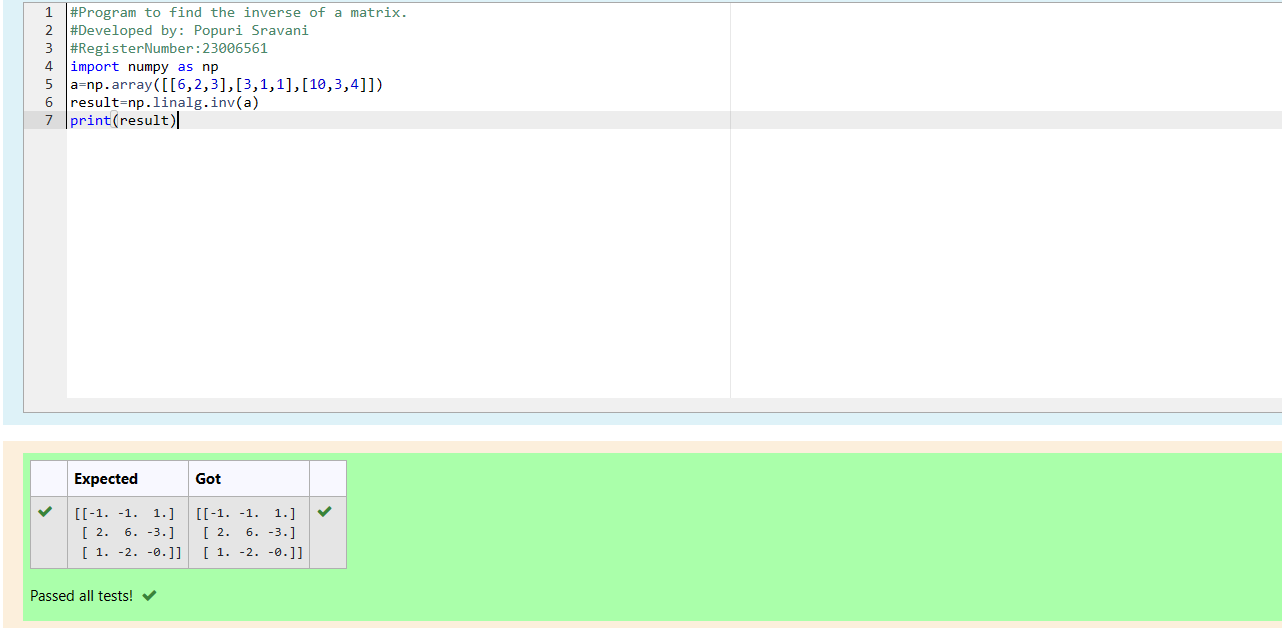 1 #Program to find the inverse of a matrix.
2 #Developed by: Popuri Sravani
3 #RegisterNumber:23006561
4 import numpy as np
5 a=np.array([[6,2,3],[3,1,1],[10,3,4]])
6 result=np.linalg.inv(a)
7 print(result)
Expected Got
[[-1. -1.  1.] [[-1. -1.  1.]
[ 2.  6. -3.] [ 2.  6. -3.]
[ 1. -2. -0.]] [ 1. -2. -0.]]
Passed all tests!